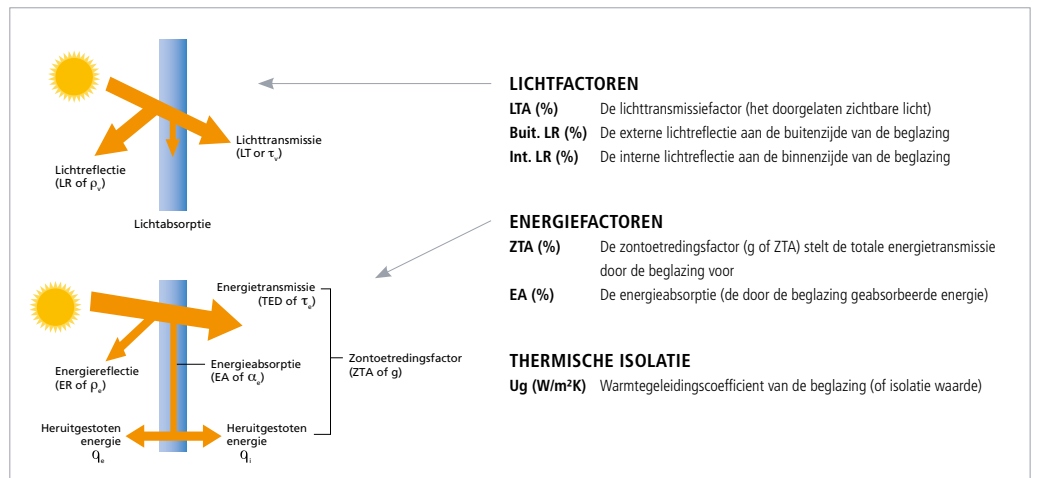 Lichttransmissie
(LT or τv)
Lichtreflectie
(LR of ρv)
Lichtabsorptie
Energietransmissie
(TED of τe)
Energiereflectie
(ER of ρe)
Energieabsorptie
(EA of αe)
Zontoetredingsfactor
(ZTA of g)
Heruitgestoten
energie
qe
Heruitgestoten
energie
qi
LICHTFACTOREN
LTA (%) De lichttransmissiefactor (het doorgelaten zichtbare licht)
Buit. LR (%) De externe lichtreflectie aan de buitenzijde van de beglazing
Int. LR (%) De interne lichtreflectie aan de binnenzijde van de beglazing
ENERGIEFACTOREN
ZTA (%) De zontoetredingsfactor (g of ZTA) stelt de totale energietransmissie
door de beglazing voor
EA (%) De energieabsorptie (de door de beglazing geabsorbeerde energie)
THERMISCHE ISOLATIE
Ug (W/m²K) Warmtegeleidingscoefficient van de beglazing (of isolatie waarde)